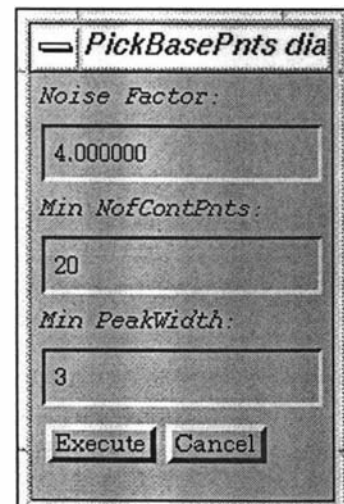 PickBasePnts dia
Noise Factor:
4.000000
Min NofContPnts:
20
Min PeakWidth:
3
Execute Cancel